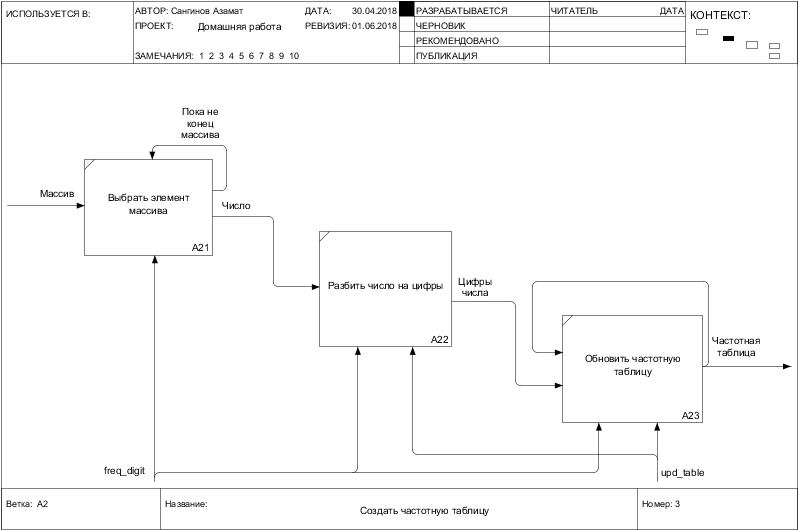 ИСПОЛЬЗУЕТСЯ В:
АВТОР: Сангинов Азамат
ДАТА: 30.04.2018
ПРОЕКТ: Домашняя работа
РЕВИЗИЯ: 01.06.2018
ЗАМЕЧАНИЯ: 1 2 3 4 5 6 7 8 9 10
РАЗРАБАТЫВАЕТСЯ
ЧЕРНОВИК
РЕКОМЕНДОВАНО
ПУБЛИКАЦИЯ
ЧИТАТЕЛЬ
ДАТА
КОНТЕКСТ:
Пока не
конец
массива
Массив
Выбрать элемент
массива
A21
Число
Разбить число на цифры
A22
Цифры
числа
Обновить частотную
таблицу
A23
Частотная
таблица
freq_digit
upd_table
Ветка: A2
Название:
Создать частотную таблицу
Номер: 3